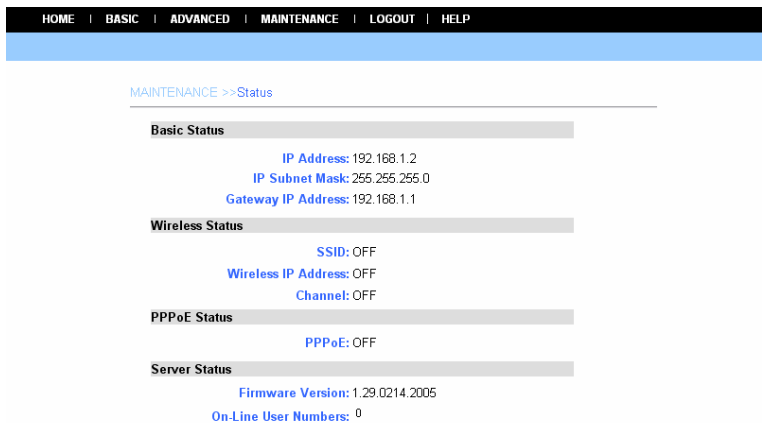 HOME | BASIC | ADVANCED | MAINTENANCE | LOGOUT | HELP
MAINTENANCE >>Status
Basic Status
IP Address: 192.168.1.2
IP Subnet Mask: 255.255.255.0
Gateway IP Address: 192.168.1.1
Wireless Status
SSID: OFF
Wireless IP Address: OFF
Channel: OFF
PPPoE Status
PPPoE: OFF
Server Status
Firmware Version: 1.29.0214.2005
On-Line User Numbers: 0